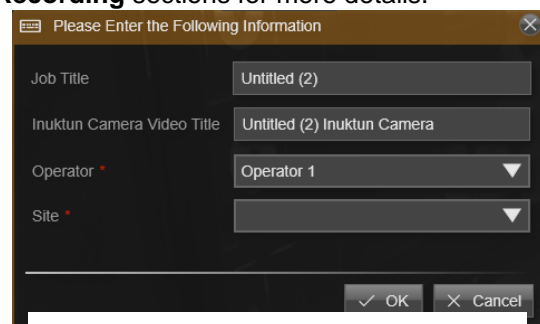 Recording sections for more details.
Please Enter the Following Information
Job Title Untitled (2)
Inuktun Camera Video Title Untitled (2) Inuktun Camera
Operator * Operator 1
Site *
OK Cancel